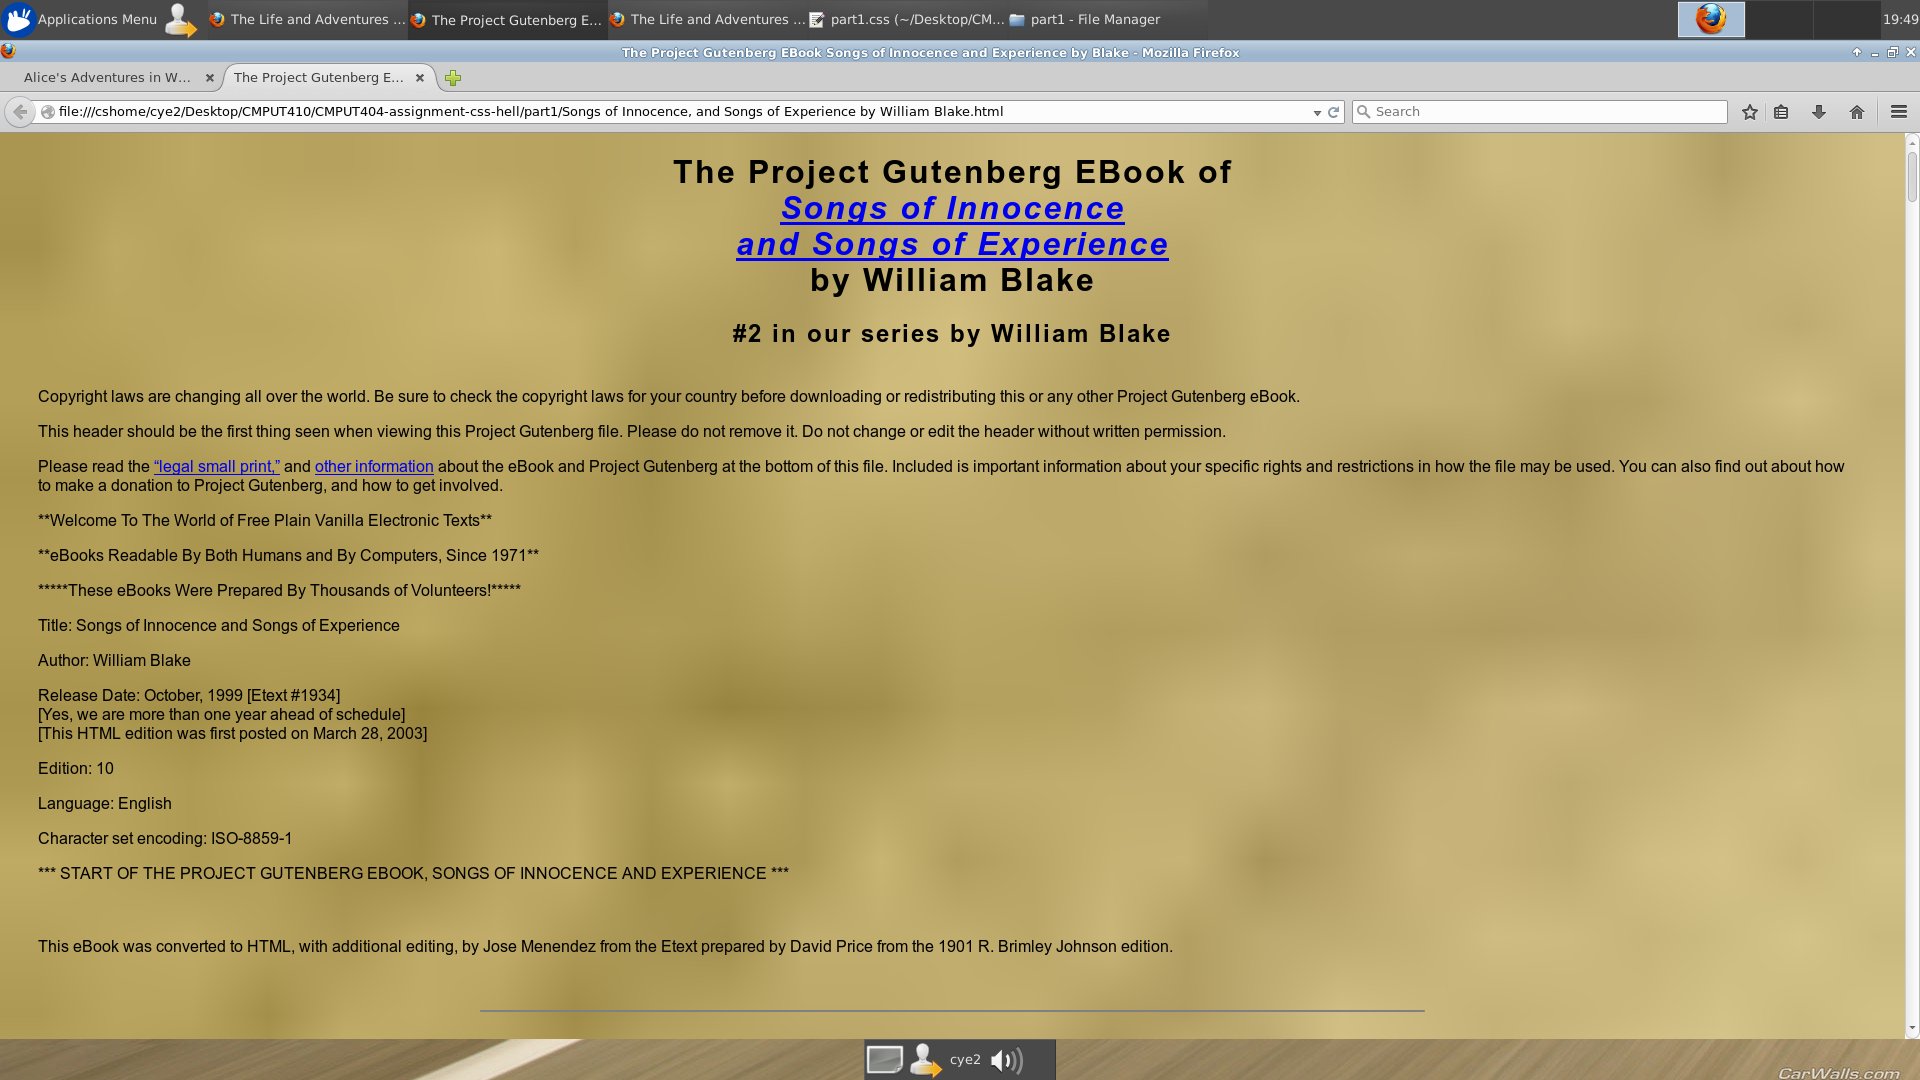 Applications Menu
The Life and Adventures ...
The Project Gutenberg E...
The Life and Adventures ...
part1.css (~/Desktop/CM...
part1 - File Manager
19:49
The Project Gutenberg EBook Songs of Innocence and Experience by Blake - Mozilla Firefox
Alice's Adventures in W...
The Project Gutenberg E...
file:///cshome/cye2/Desktop/CMPUT410/CMPUT404-assignment-css-hell/part1/Songs of Innocence, and Songs of Experience by William Blake.html
Search
The Project Gutenberg EBook of
Songs of Innocence
and Songs of Experience
by William Blake
#2 in our series by William Blake
Copyright laws are changing all over the world. Be sure to check the copyright laws for your country before downloading or redistributing this or any other Project Gutenberg eBook.
This header should be the first thing seen when viewing this Project Gutenberg file. Please do not remove it. Do not change or edit the header without written permission.
Please read the “legal small print,” and other information about the eBook and Project Gutenberg at the bottom of this file. Included is important information about your specific rights and restrictions in how the file may be used. You can also find out about how
to make a donation to Project Gutenberg, and how to get involved.
**Welcome To The World of Free Plain Vanilla Electronic Texts**
**eBooks Readable By Both Humans and By Computers, Since 1971**
*****These eBooks Were Prepared By Thousands of Volunteers!*****
Title: Songs of Innocence and Songs of Experience
Author: William Blake
Release Date: October, 1999 [Etext #1934]
[Yes, we are more than one year ahead of schedule]
[This HTML edition was first posted on March 28, 2003]
Edition: 10
Language: English
Character set encoding: ISO-8859-1
*** START OF THE PROJECT GUTENBERG EBOOK, SONGS OF INNOCENCE AND EXPERIENCE ***
This eBook was converted to HTML, with additional editing, by Jose Menendez from the Etext prepared by David Price from the 1901 R. Brimley Johnson edition.
cye2
CarWalls.com